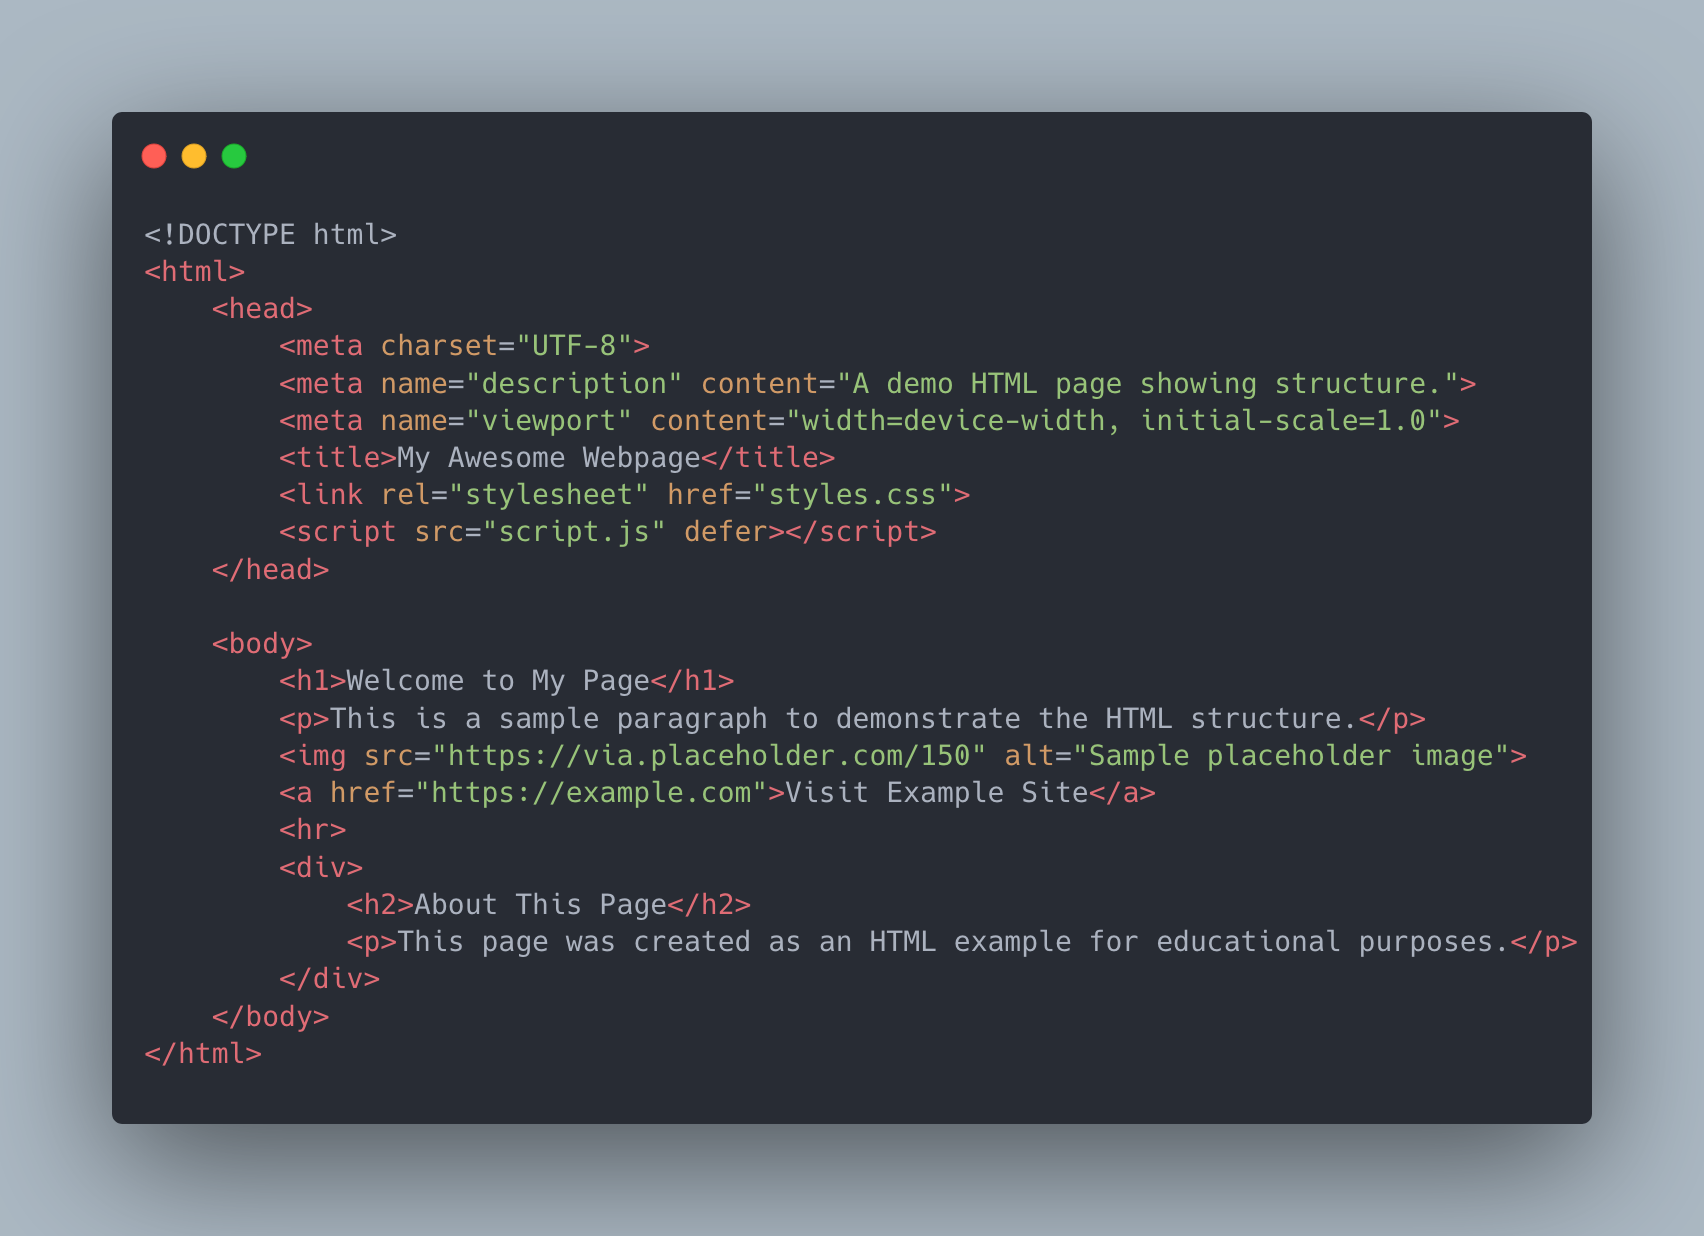 <!DOCTYPE html>
<html>
    <head>
        <meta charset="UTF-8">
        <meta name="description" content="A demo HTML page showing structure.">
        <meta name="viewport" content="width=device-width, initial-scale=1.0">
        <title>My Awesome Webpage</title>
        <link rel="stylesheet" href="styles.css">
        <script src="script.js" defer></script>
    </head>

    <body>
        <h1>Welcome to My Page</h1>
        <p>This is a sample paragraph to demonstrate the HTML structure.</p>
        <img src="https://via.placeholder.com/150" alt="Sample placeholder image">
        <a href="https://example.com">Visit Example Site</a>
        <hr>
        <div>
            <h2>About This Page</h2>
            <p>This page was created as an HTML example for educational purposes.</p>
        </div>
    </body>
</html>